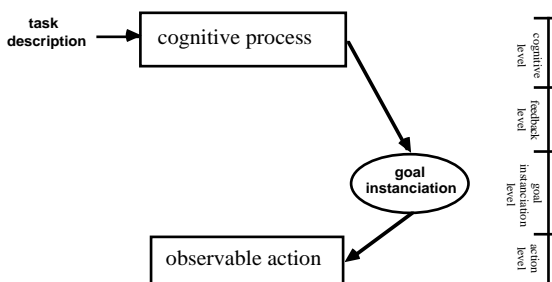 task
description
cognitive process
goal
instanciation
observable action
cognitive
level
feedback
level
goal
instanciation
level
action
level